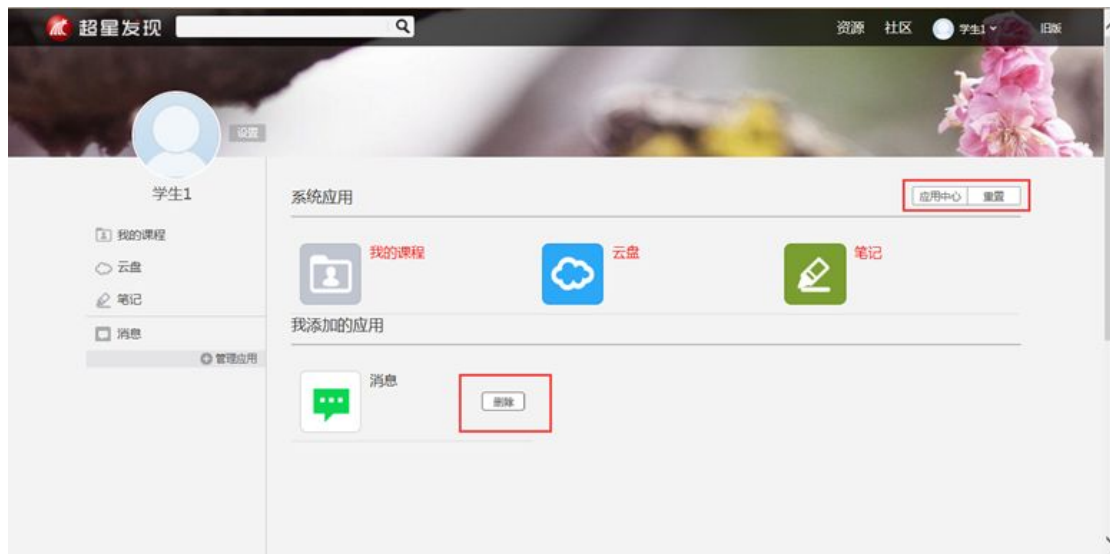 超星发现
资源 社区 学生1 旧版
设置
学生1
我的课程
云盘
笔记
消息
管理应用
系统应用
应用中心 重置
我的课程
云盘
笔记
我添加的应用
消息
删除